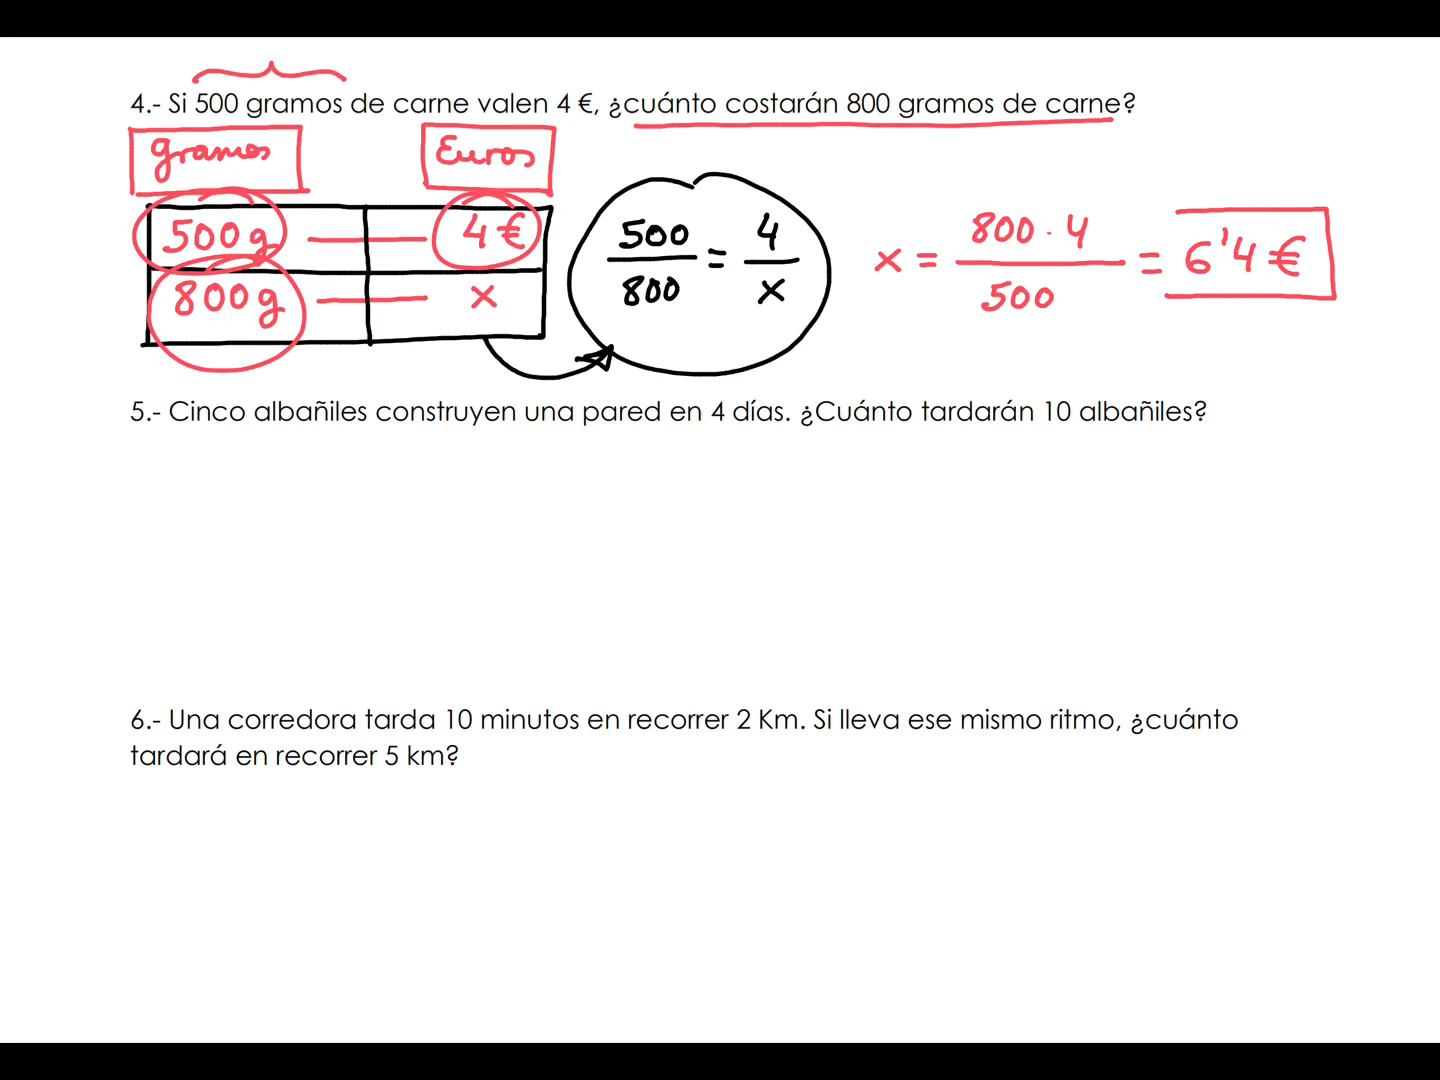 4.- Si 500 gramos de carne valen 4 €, ¿cuánto costarán 800 gramos de carne?
gramos Euros
500g 4€
800g x
500/800 = 4/x
x = 800·4/500 = 6'4€
5.- Cinco albañiles construyen una pared en 4 días. ¿Cuánto tardarán 10 albañiles?
6.- Una corredora tarda 10 minutos en recorrer 2 Km. Si lleva ese mismo ritmo, ¿cuánto
tardará en recorrer 5 km?